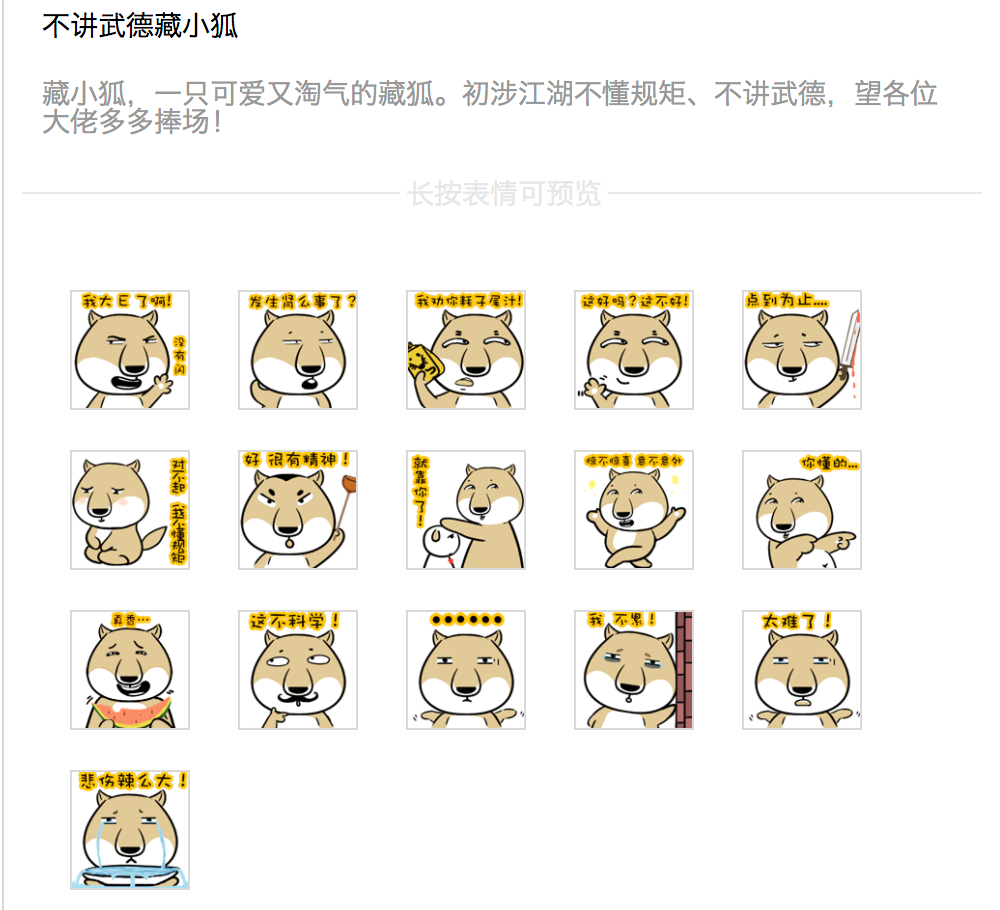 不讲武德藏小狐
藏小狐，一只可爱又淘气的藏狐。初涉江湖不懂规矩、不讲武德，望各位
大佬多多捧场！
长按表情可预览
我大E了啊!
没有闪
发生肾么事了？
我劝你耗子尾汁!
这好吗？这不好!
点到为止....
对不起 我不懂规矩
好 很有精神！
就靠你了！
惊不惊喜 意不意外
你懂的...
真香...
这不科学！
●●●●●●
我 不累！
太难了！
悲伤辣么大！